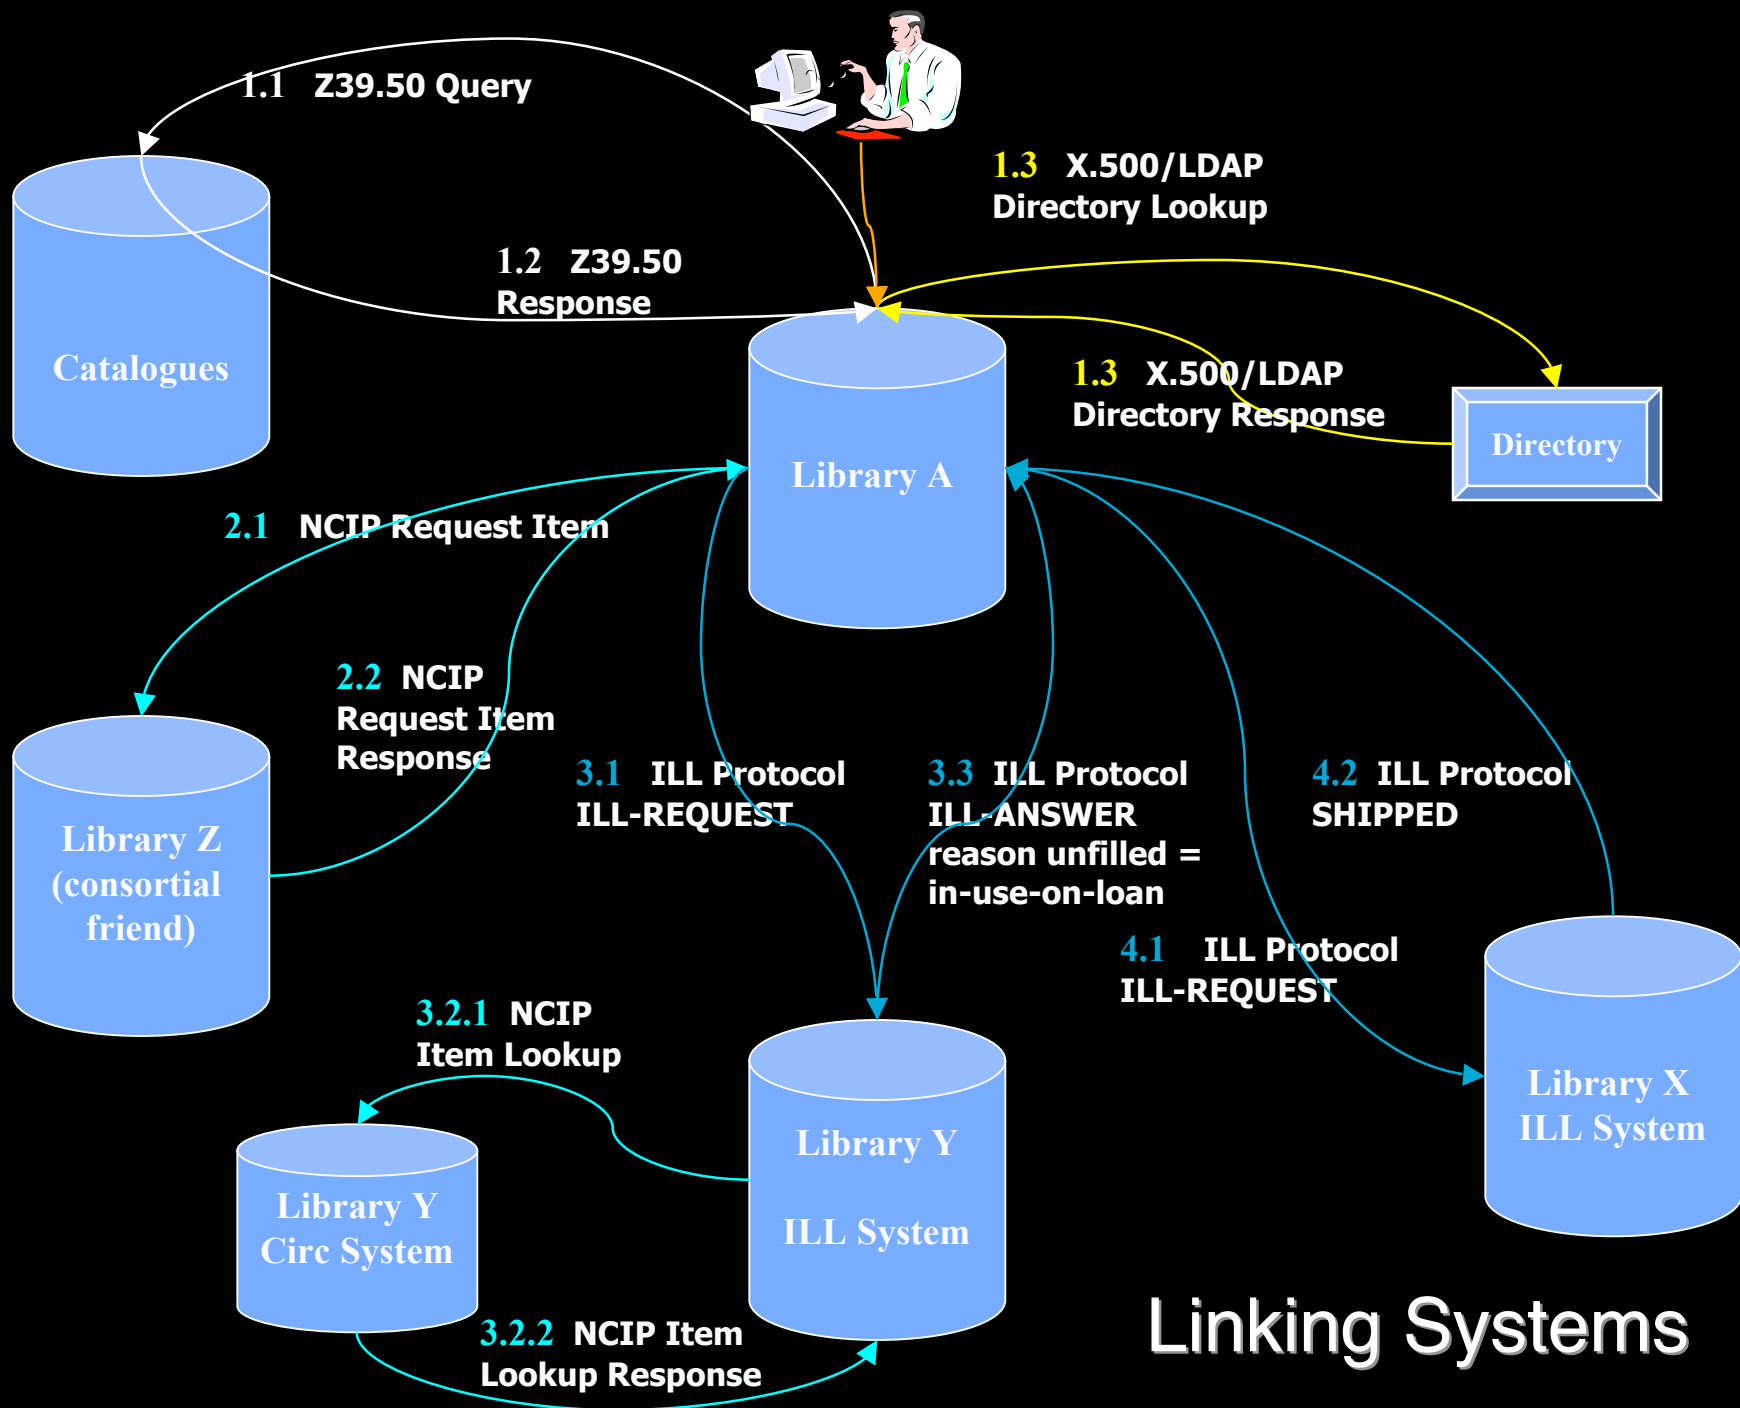 1.1 Z39.50 Query
1.3 X.500/LDAP
Directory Lookup
1.2 Z39.50
Response
Catalogues
1.3 X.500/LDAP
Directory Response
Directory
Library A
2.1 NCIP Request Item
2.2 NCIP
Request Item
Response
3.1 ILL Protocol
ILL-REQUEST
3.3 ILL Protocol
ILL-ANSWER
reason unfilled =
in-use-on-loan
4.2 ILL Protocol
SHIPPED
Library Z
(consortial
friend)
4.1 ILL Protocol
ILL-REQUEST
3.2.1 NCIP
Item Lookup
Library X
ILL System
Library Y
ILL System
Library Y
Circ System
3.2.2 NCIP Item
Lookup Response
Linking Systems